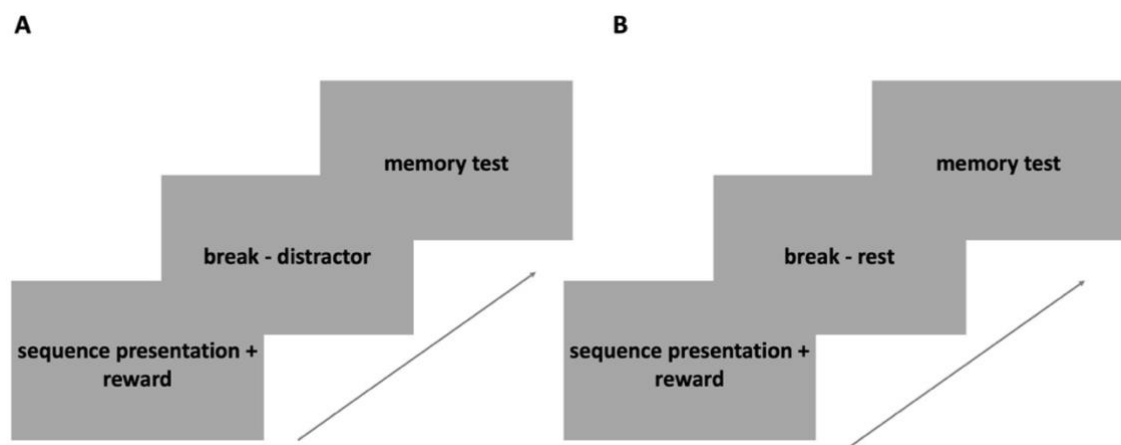 A
memory test
break - distractor
sequence presentation +
reward
B
memory test
break - rest
sequence presentation +
reward